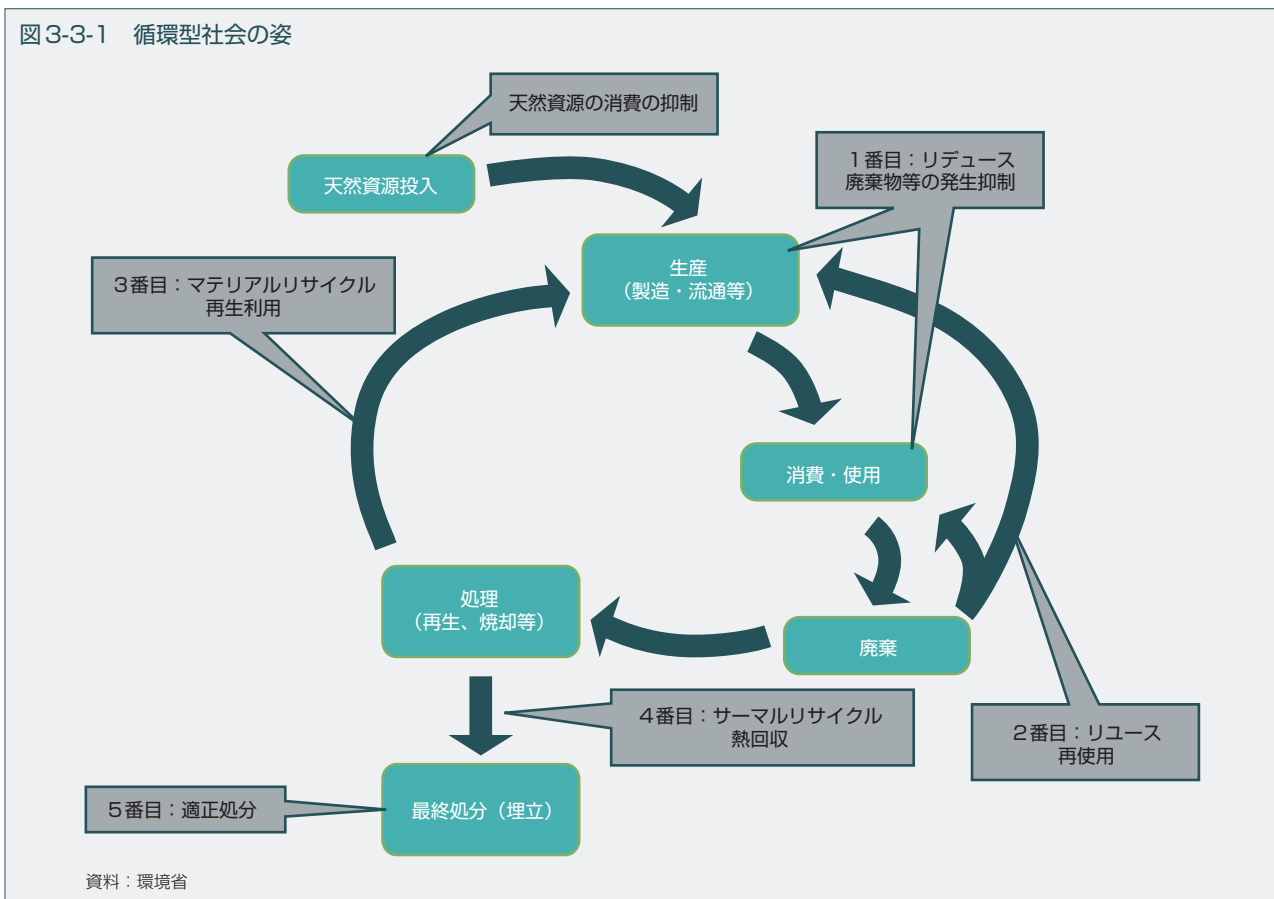 図3-3-1 循環型社会の姿
天然資源の消費の抑制
1番目：リデュース
廃棄物等の発生抑制
天然資源投入
生産
（製造・流通等）
3番目：マテリアルリサイクル
再生利用
消費・使用
処理
（再生、焼却等）
廃棄
4番目：サーマルリサイクル
熱回収
2番目：リユース
再使用
5番目：適正処分
最終処分（埋立）
資料：環境省